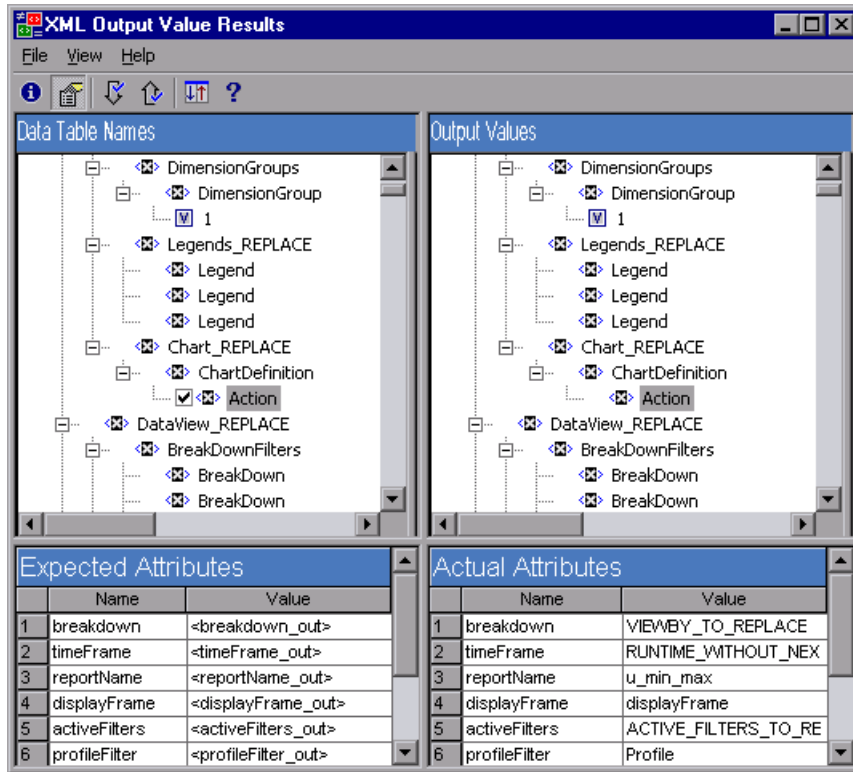 XML Output Value Results
File View Help
Data Table Names
DimensionGroups
DimensionGroup
1
Legends_REPLACE
Legend
Legend
Legend
Chart_REPLACE
ChartDefinition
Action
DataView_REPLACE
BreakDownFilters
BreakDown
BreakDown
Output Values
DimensionGroups
DimensionGroup
1
Legends_REPLACE
Legend
Legend
Legend
Chart_REPLACE
ChartDefinition
Action
DataView_REPLACE
BreakDownFilters
BreakDown
BreakDown
Expected Attributes
Name Value
1 breakdown <breakdown_out>
2 timeFrame <timeFrame_out>
3 reportName <reportName_out>
4 displayFrame <displayFrame_out>
5 activeFilters <activeFilters_out>
6 profileFilter <profileFilter_out>
Actual Attributes
Name Value
1 breakdown VIEWBY_TO_REPLACE
2 timeFrame RUNTIME_WITHOUT_NEX
3 reportName u_min_max
4 displayFrame displayFrame
5 activeFilters ACTIVE_FILTERS_TO_RE
6 profileFilter Profile